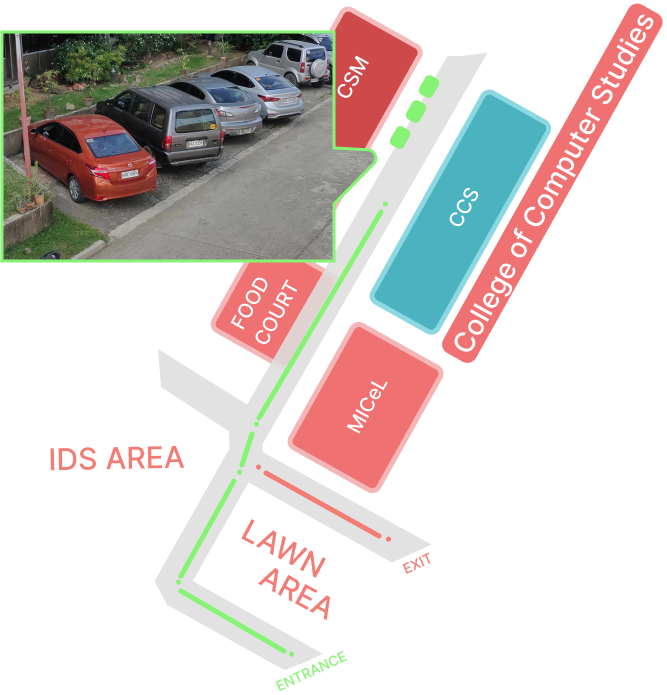 CSM
College of Computer Studies
CCS
FOOD
COURT
MICeL
IDS AREA
LAWN
AREA
EXIT
ENTRANCE